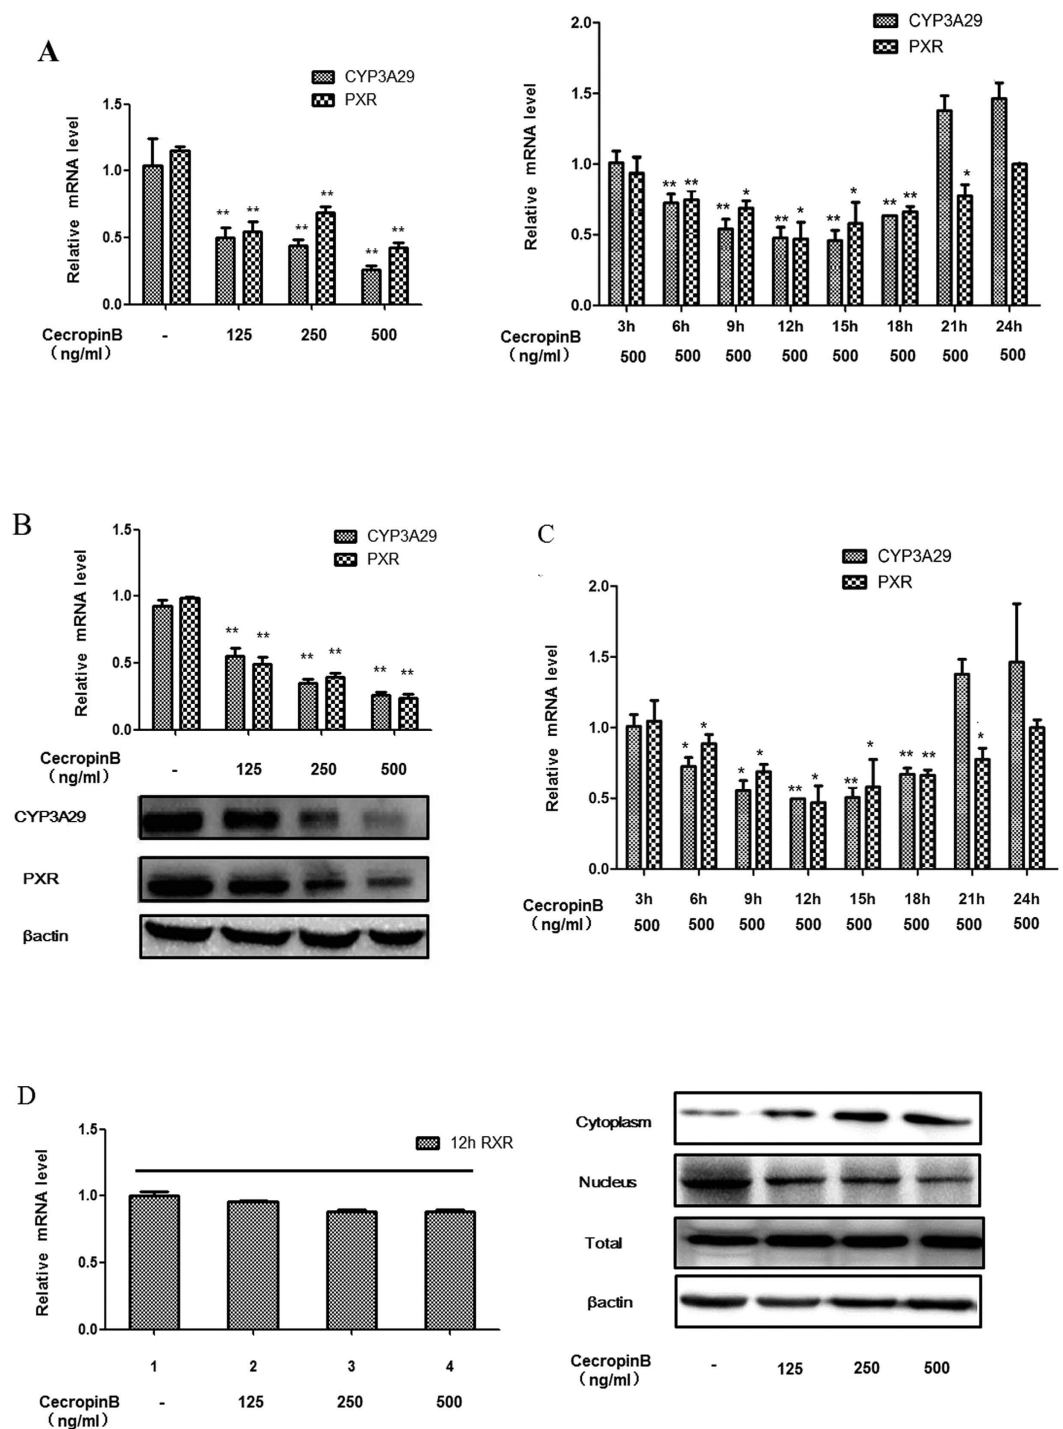 A
CYP3A29
PXR
Relative mRNA level
1.5
1.0
0.5
0.0
** ** ** ** ** **
CecropinB - 125 250 500
(ng/ml)
CYP3A29
PXR
Relative mRNA level
2.0
1.5
1.0
0.5
0.0
** ** ** * ** * ** * ** ** *
3h 6h 9h 12h 15h 18h 21h 24h
CecropinB
(ng/ml) 500 500 500 500 500 500 500 500
B
CYP3A29
PXR
Relative mRNA level
1.5
1.0
0.5
0.0
** ** ** ** ** **
CecropinB
(ng/ml) - 125 250 500
CYP3A29
PXR
βactin
C
CYP3A29
PXR
Relative mRNA level
2.0
1.5
1.0
0.5
0.0
* * * * ** * ** * ** ** *
3h 6h 9h 12h 15h 18h 21h 24h
CecropinB
(ng/ml) 500 500 500 500 500 500 500 500
D
12h RXR
Relative mRNA level
1.5
1.0
0.5
0.0
1 2 3 4
CecropinB - 125 250 500
(ng/ml)
Cytoplasm
Nucleus
Total
βactin
CecropinB - 125 250 500
(ng/ml)